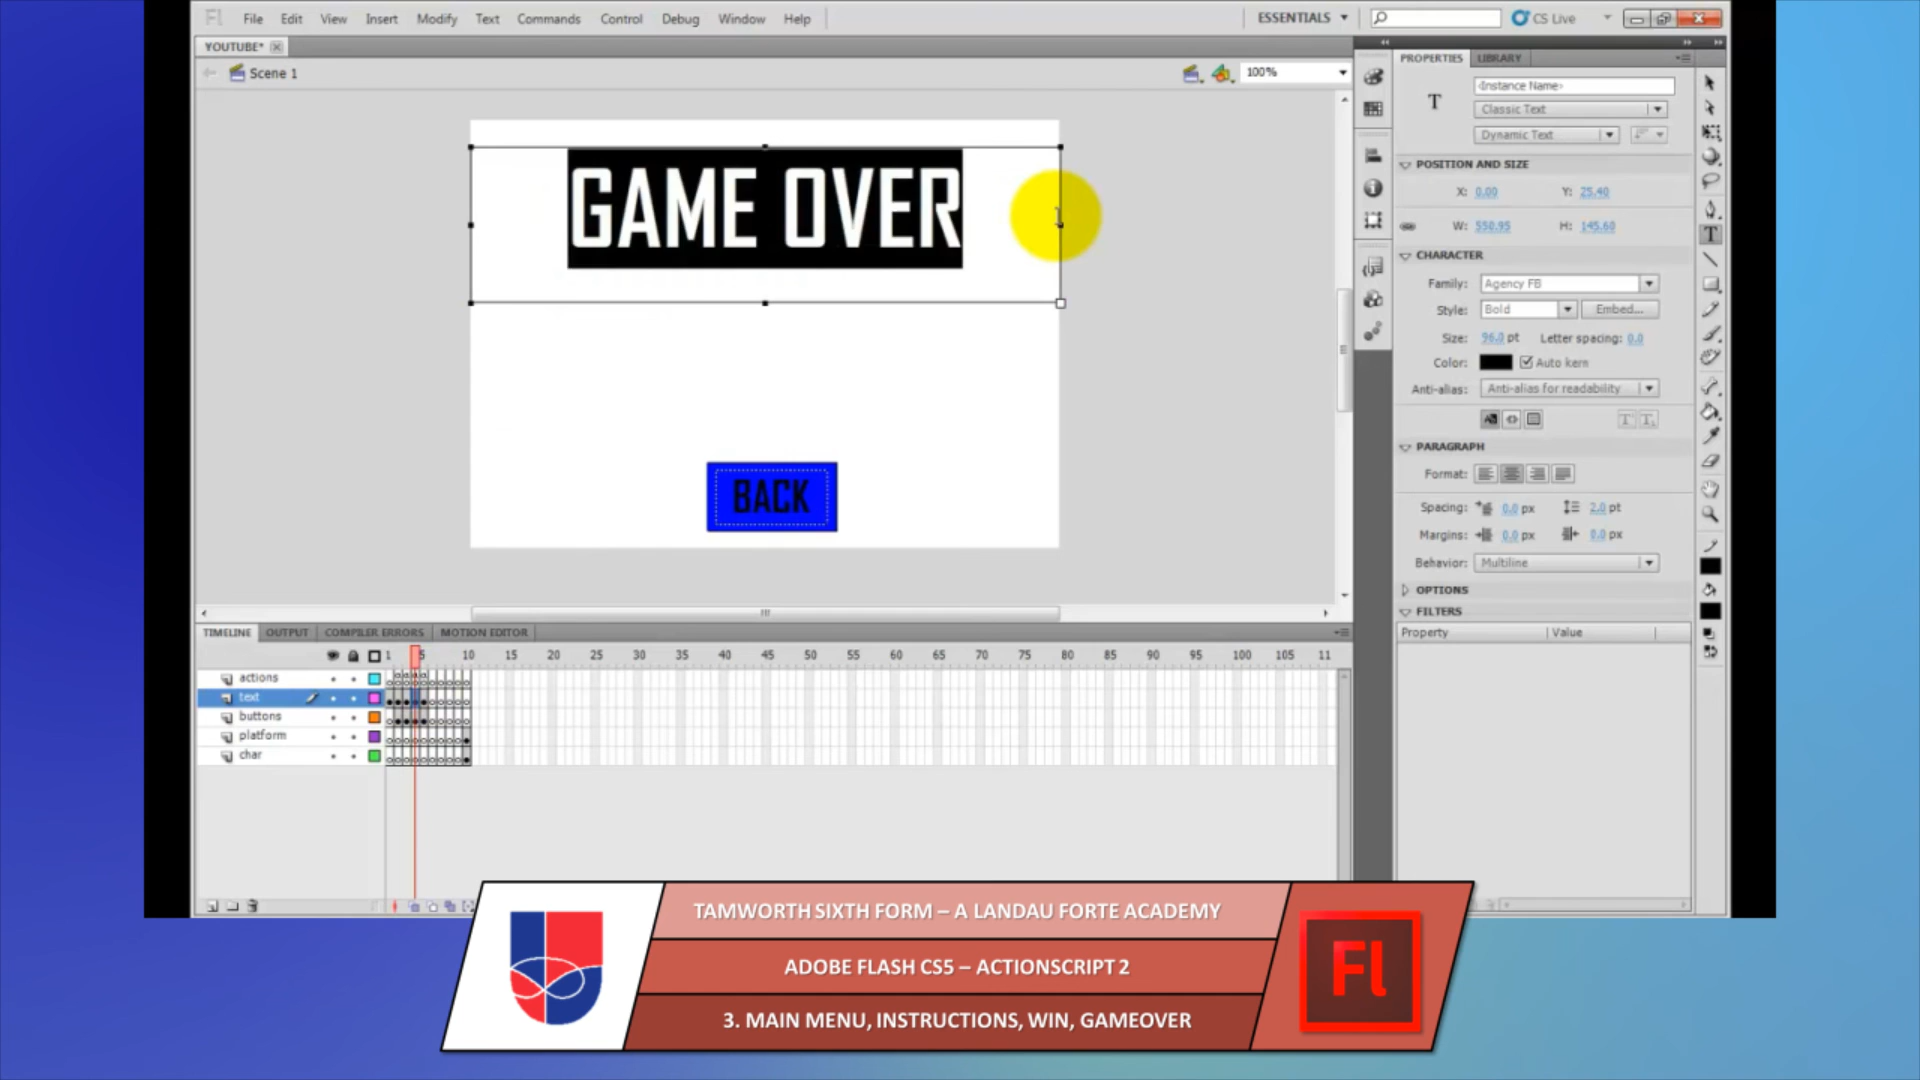 Fl File Edit View Insert Modify Text Commands Control Debug Window Help ESSENTIALS CS Live
YOUTUBE*
Scene 1 100%
GAME OVER
BACK
PROPERTIES LIBRARY
<Instance Name>
T Classic Text
Dynamic Text
POSITION AND SIZE
X: 0.00 Y: 25.40
W: 550.95 H: 145.60
CHARACTER
Family: Agency FB
Style: Bold Embed...
Size: 96.0 pt Letter spacing: 0.0
Color: Auto kern
Anti-alias: Anti-alias for readability
PARAGRAPH
Format:
Spacing: 0.0 px 2.0 pt
Margins: 0.0 px 0.0 px
Behavior: Multiline
OPTIONS
FILTERS
Property Value
TIMELINE OUTPUT COMPILER ERRORS MOTION EDITOR
1 5 10 15 20 25 30 35 40 45 50 55 60 65 70 75 80 85 90 95 100 105 11
actions
text
buttons
platform
char
TAMWORTH SIXTH FORM – A LANDAU FORTE ACADEMY
ADOBE FLASH CS5 – ACTIONSCRIPT 2
3. MAIN MENU, INSTRUCTIONS, WIN, GAMEOVER
Fl